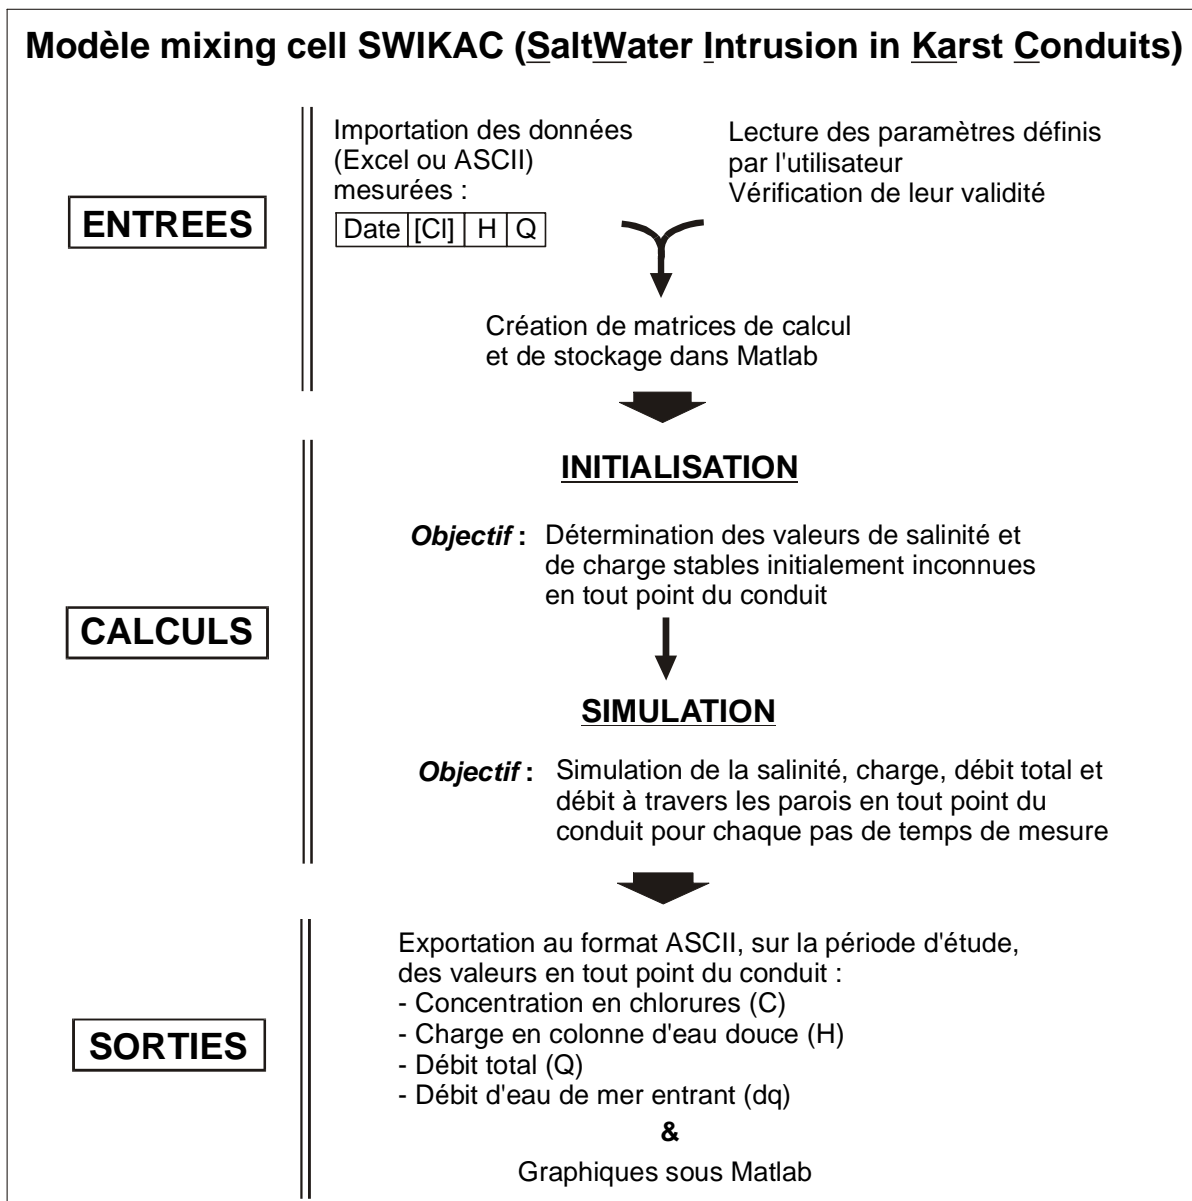 Modèle mixing cell SWIKAC (SaltWater Intrusion in Karst Conduits)
ENTREES
Importation des données
(Excel ou ASCII)
mesurées :
Date [Cl] H Q
Lecture des paramètres définis
par l'utilisateur
Vérification de leur validité
Création de matrices de calcul
et de stockage dans Matlab
CALCULS
INITIALISATION
Objectif : Détermination des valeurs de salinité et
de charge stables initialement inconnues
en tout point du conduit
SIMULATION
Objectif : Simulation de la salinité, charge, débit total et
débit à travers les parois en tout point du
conduit pour chaque pas de temps de mesure
SORTIES
Exportation au format ASCII, sur la période d'étude,
des valeurs en tout point du conduit :
- Concentration en chlorures (C)
- Charge en colonne d'eau douce (H)
- Débit total (Q)
- Débit d'eau de mer entrant (dq)
&
Graphiques sous Matlab